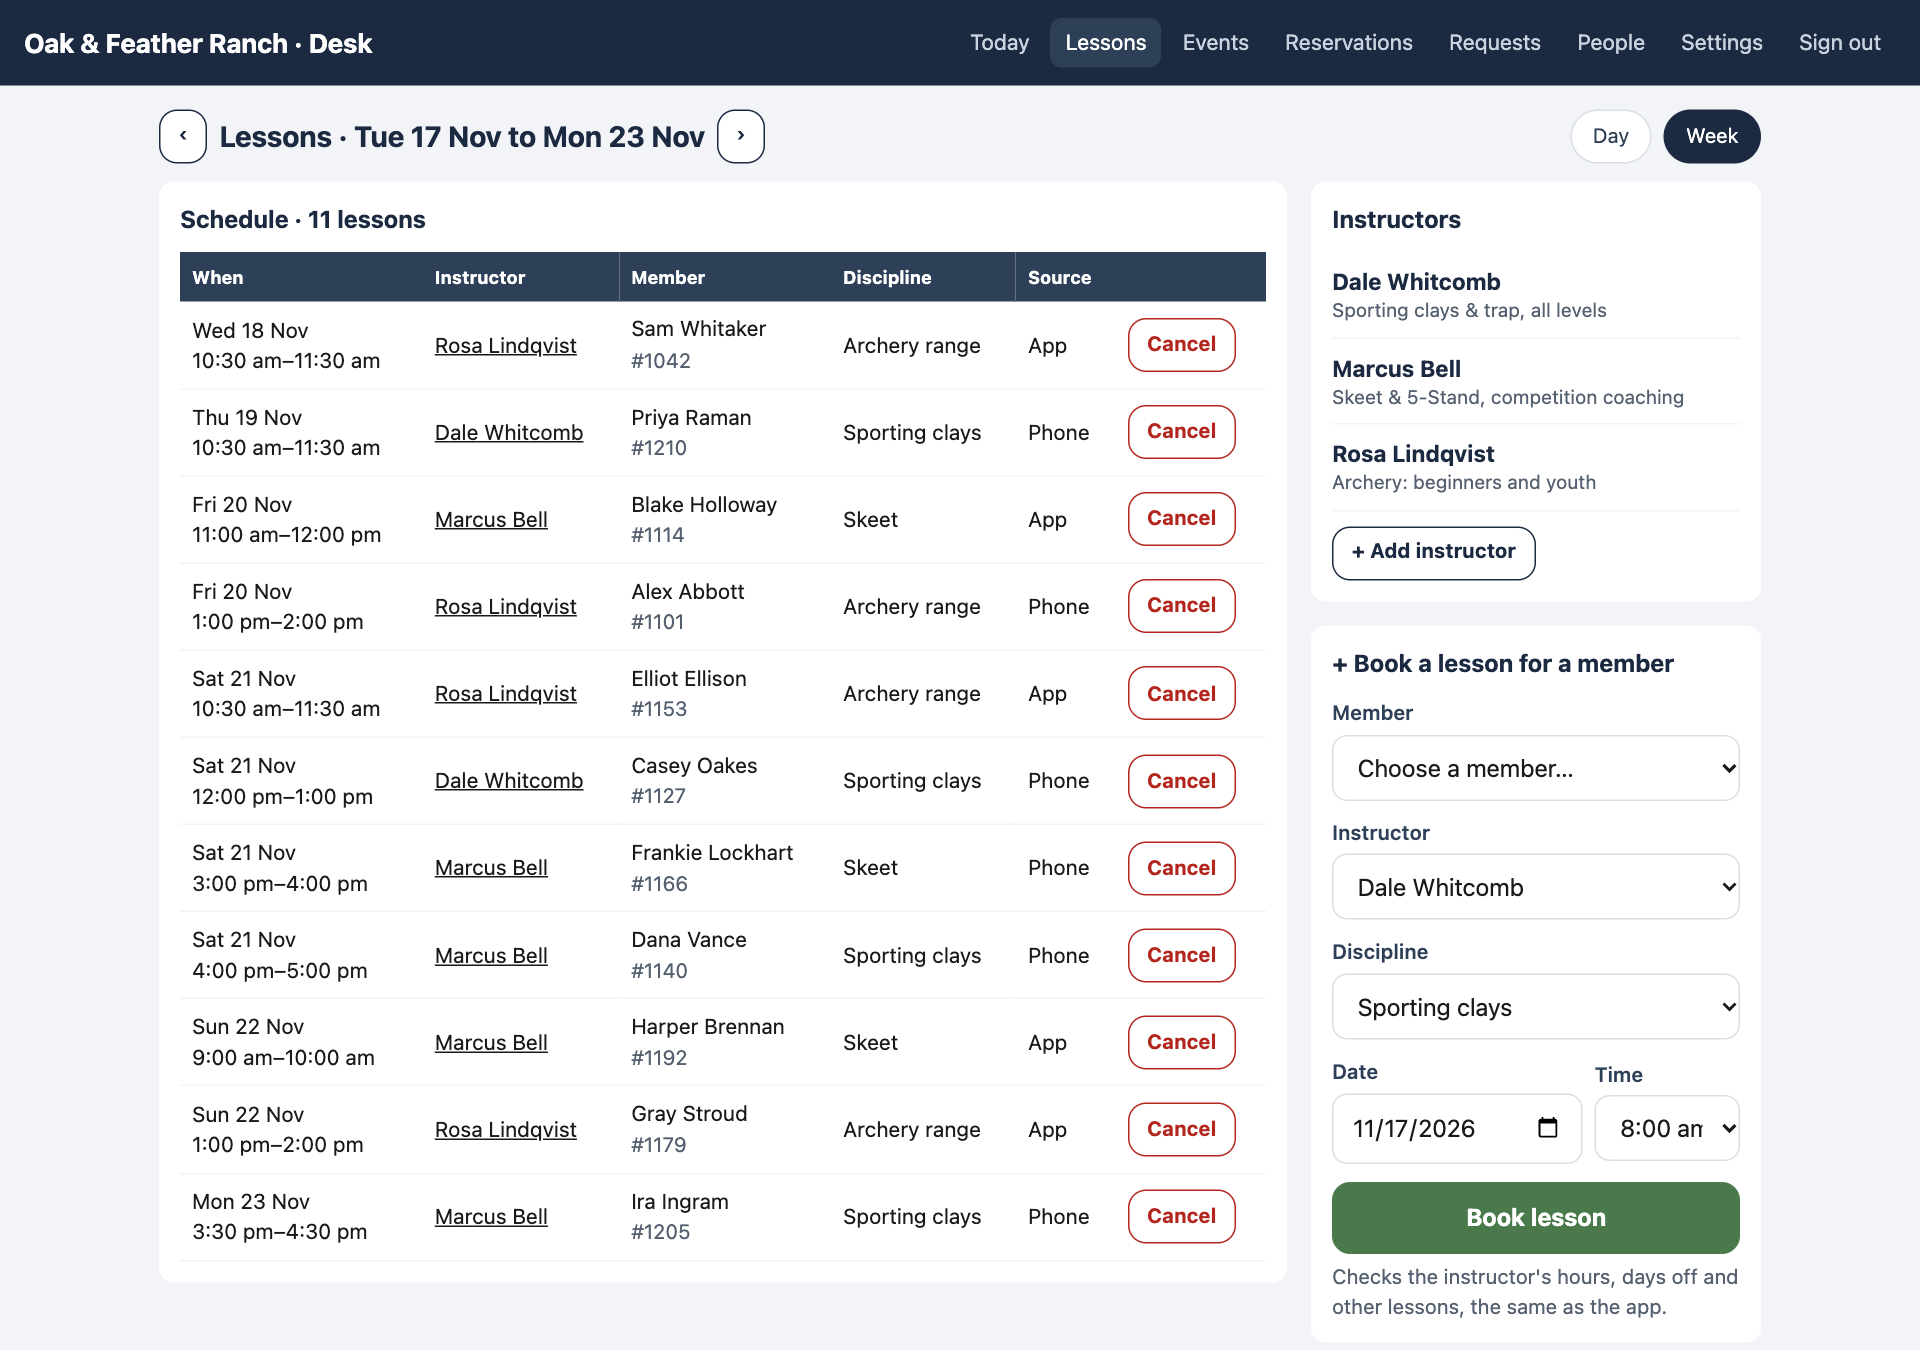 Oak & Feather Ranch · Desk
Today
Lessons
Events
Reservations
Requests
People
Settings
Sign out
‹
Lessons · Tue 17 Nov to Mon 23 Nov
›
Day
Week
Schedule · 11 lessons
When Instructor Member Discipline Source
Wed 18 Nov
10:30 am–11:30 am
Rosa Lindqvist
Sam Whitaker
#1042
Archery range
App
Cancel
Thu 19 Nov
10:30 am–11:30 am
Dale Whitcomb
Priya Raman
#1210
Sporting clays
Phone
Cancel
Fri 20 Nov
11:00 am–12:00 pm
Marcus Bell
Blake Holloway
#1114
Skeet
App
Cancel
Fri 20 Nov
1:00 pm–2:00 pm
Rosa Lindqvist
Alex Abbott
#1101
Archery range
Phone
Cancel
Sat 21 Nov
10:30 am–11:30 am
Rosa Lindqvist
Elliot Ellison
#1153
Archery range
App
Cancel
Sat 21 Nov
12:00 pm–1:00 pm
Dale Whitcomb
Casey Oakes
#1127
Sporting clays
Phone
Cancel
Sat 21 Nov
3:00 pm–4:00 pm
Marcus Bell
Frankie Lockhart
#1166
Skeet
Phone
Cancel
Sat 21 Nov
4:00 pm–5:00 pm
Marcus Bell
Dana Vance
#1140
Sporting clays
Phone
Cancel
Sun 22 Nov
9:00 am–10:00 am
Marcus Bell
Harper Brennan
#1192
Skeet
App
Cancel
Sun 22 Nov
1:00 pm–2:00 pm
Rosa Lindqvist
Gray Stroud
#1179
Archery range
App
Cancel
Mon 23 Nov
3:30 pm–4:30 pm
Marcus Bell
Ira Ingram
#1205
Sporting clays
Phone
Cancel
Instructors
Dale Whitcomb
Sporting clays & trap, all levels
Marcus Bell
Skeet & 5-Stand, competition coaching
Rosa Lindqvist
Archery: beginners and youth
+ Add instructor
+ Book a lesson for a member
Member
Choose a member...
Instructor
Dale Whitcomb
Discipline
Sporting clays
Date
11/17/2026
Time
8:00 am
Book lesson
Checks the instructor's hours, days off and
other lessons, the same as the app.